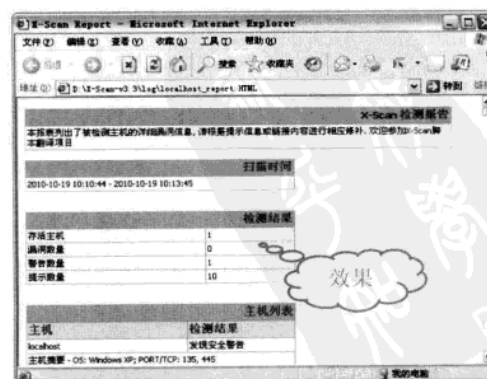 X-Scan Report - Microsoft Internet Explorer
文件(F) 编辑(E) 查看(V) 收藏(A) 工具(T) 帮助(H)
后退 搜索 收藏夹
地址(D) D:\X-Scan-v3.3\log\localhost_report.HTML 转到 链接
X-Scan 检测报告
本报表列出了被检测主机的详细漏洞信息, 请根据提示信息或链接内容进行相应修补. 欢迎参加X-Scan脚
本翻译项目
扫描时间
2010-10-19 10:10:44 - 2010-10-19 10:13:45
检测结果
存活主机 1
漏洞数量 0
警告数量 1
提示数量 10
效果
主机列表
主机 检测结果
localhost 发现安全警告
主机摘要 - OS: Windows XP; PORT/TCP: 135, 445
我的电脑